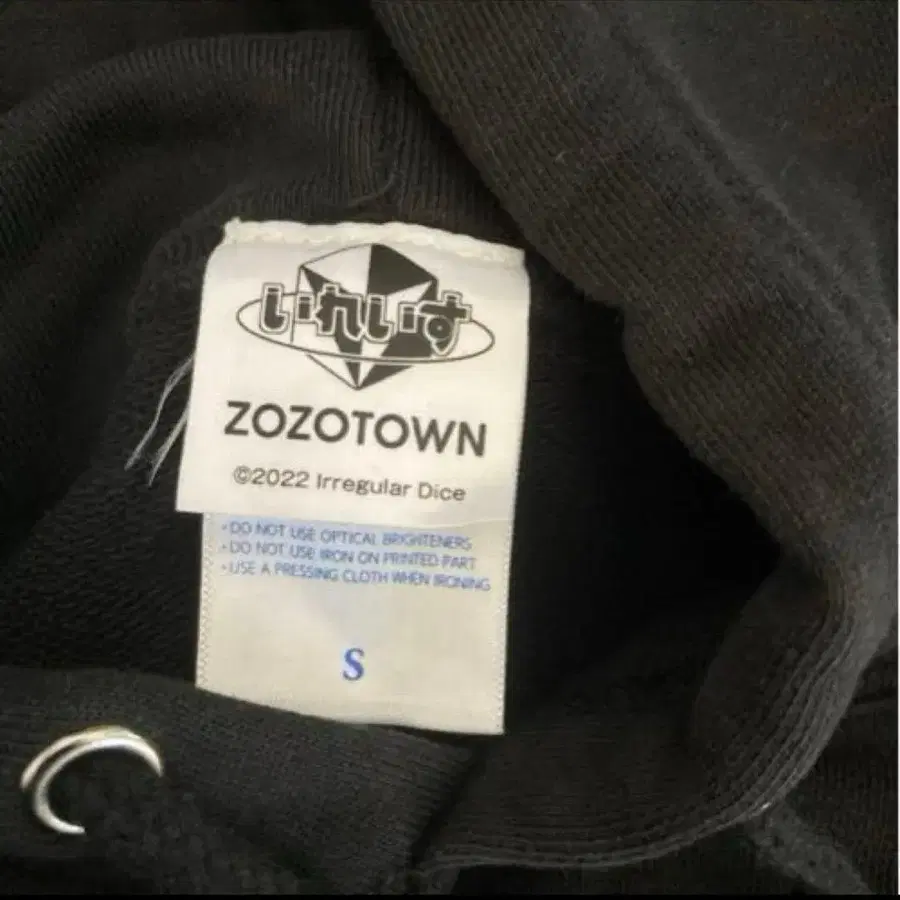 いれいす
ZOZOTOWN
©2022 Irregular Dice
・DO NOT USE OPTICAL BRIGHTENERS
・DO NOT USE IRON ON PRINTED PART
・USE A PRESSING CLOTH WHEN IRONING
S